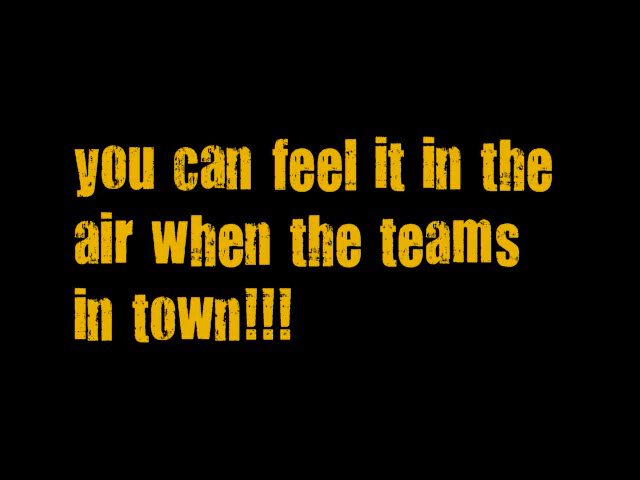 you can feel it in the
air when the teams
in town!!!